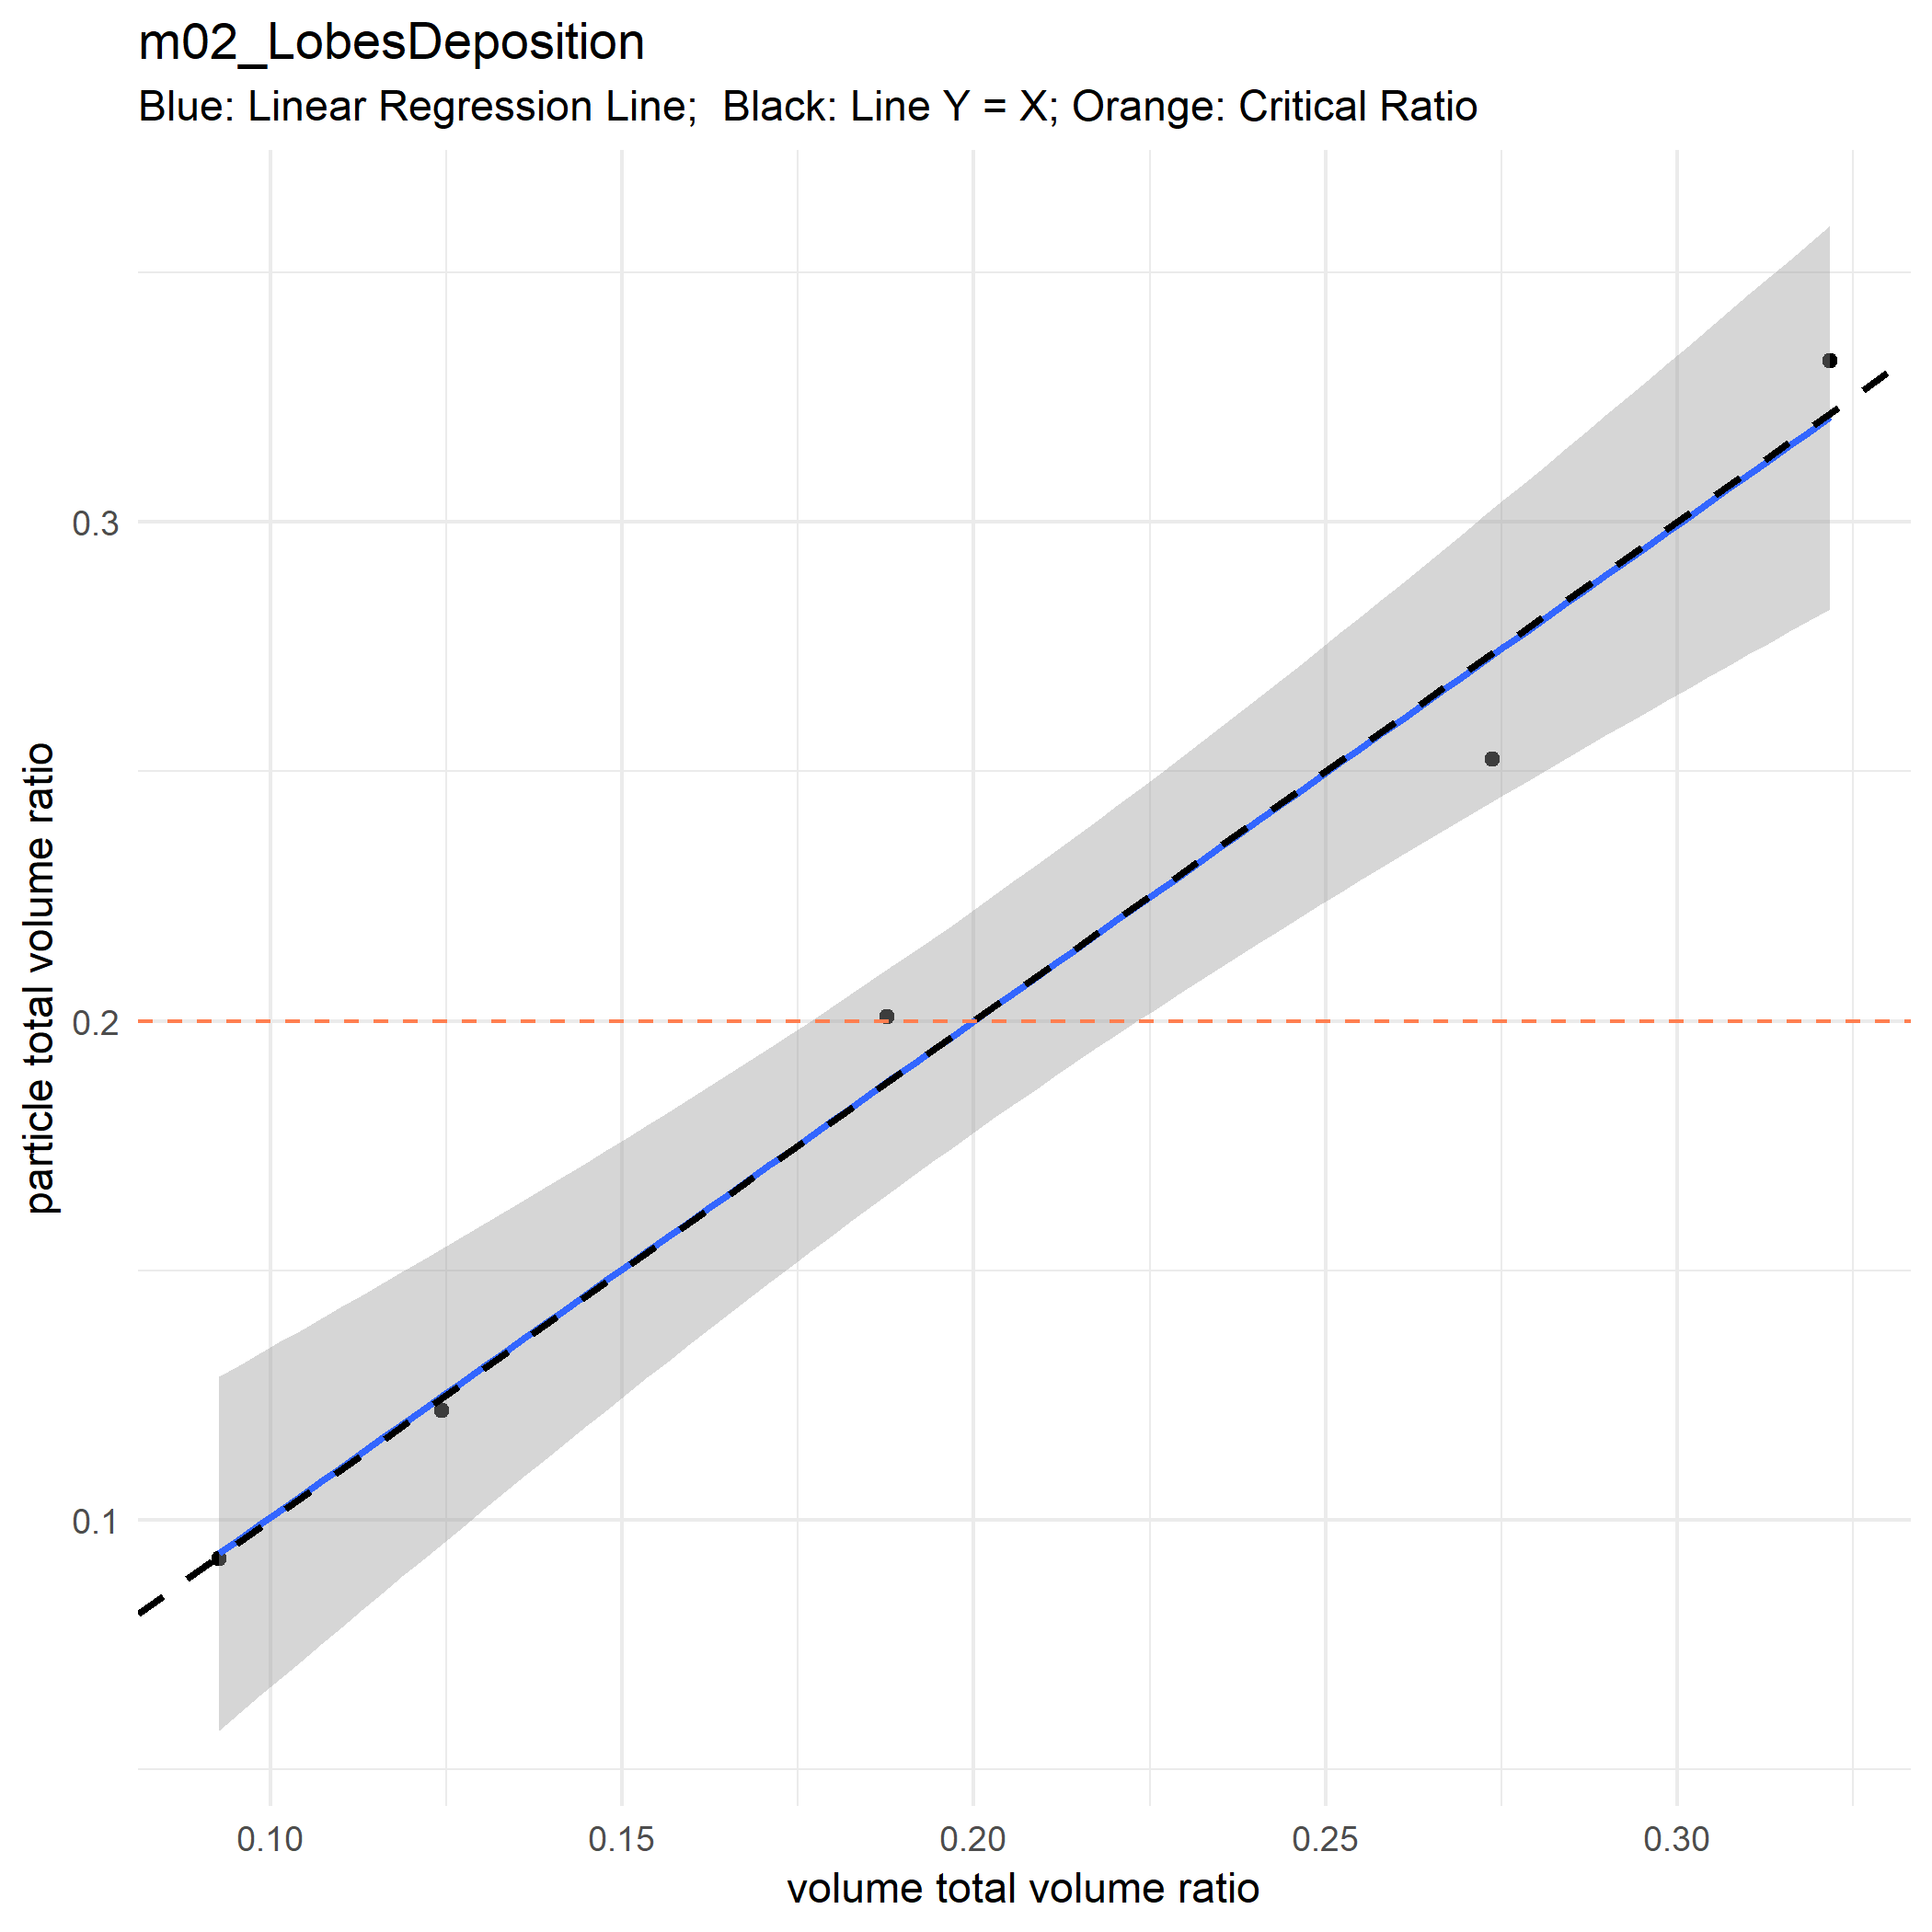 m02_LobesDeposition
Blue: Linear Regression Line;  Black: Line Y = X; Orange: Critical Ratio
particle total volume ratio
0.3
0.2
0.1
0.10
0.15
0.20
0.25
0.30
volume total volume ratio